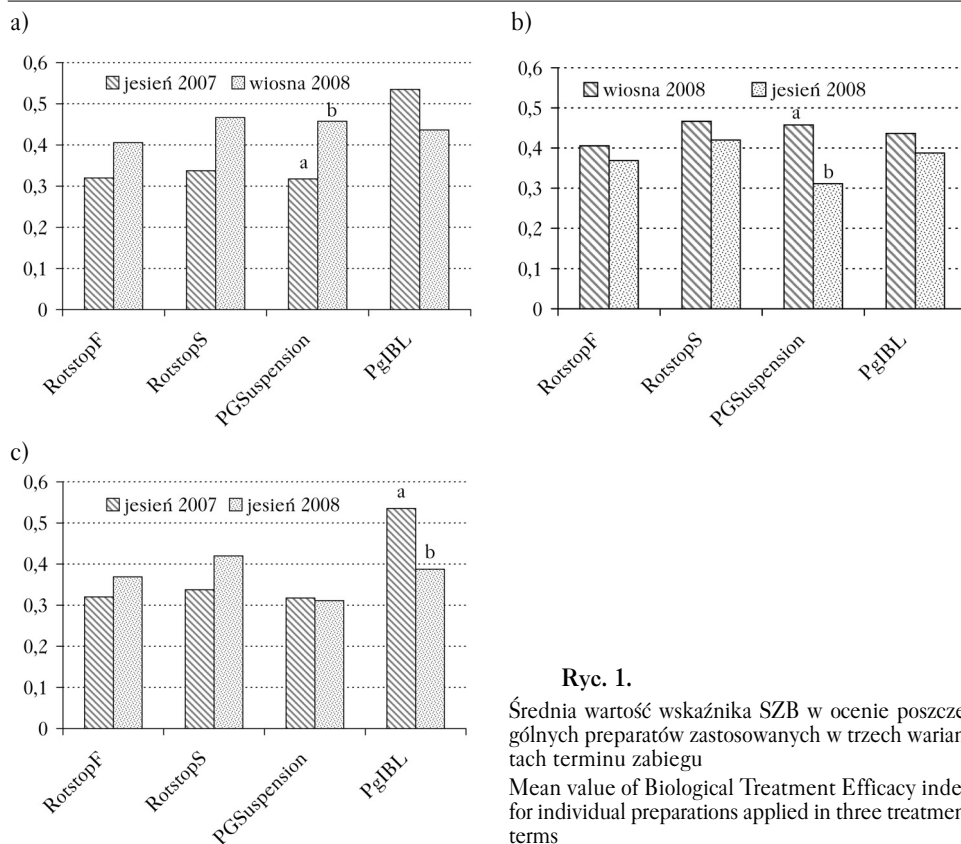 a)
0,6
jesień 2007 wiosna 2008
0,5
b
0,4
a
0,3
0,2
0,1
0
RotstopF
RotstopS
PGSuspension
PgIBL
b)
0,6
wiosna 2008 jesień 2008
0,5
a
0,4
b
0,3
0,2
0,1
0
RotstopF
RotstopS
PGSuspension
PgIBL
c)
0,6
jesień 2007 jesień 2008
a
0,5
b
0,4
0,3
0,2
0,1
0
RotstopF
RotstopS
PGSuspension
PgIBL
Ryc. 1.
Średnia wartość wskaźnika SZB w ocenie poszcze
gólnych preparatów zastosowanych w trzech warian
tach terminu zabiegu
Mean value of Biological Treatment Efficacy inde
for individual preparations applied in three treatmen
terms